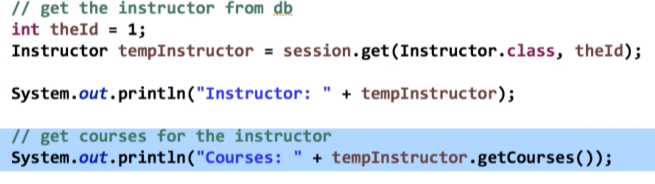 // get the instructor from db
int theId = 1;
Instructor tempInstructor = session.get(Instructor.class, theId);
System.out.println("Instructor: " + tempInstructor);
// get courses for the instructor
System.out.println("Courses: " + tempInstructor.getCourses());